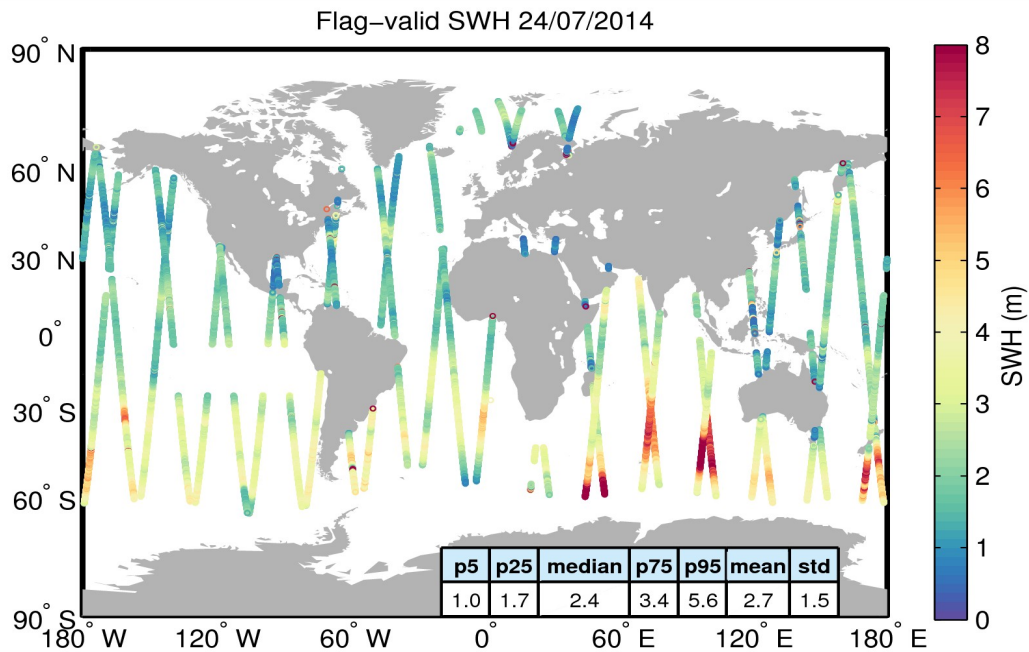 Flag−valid SWH 24/07/2014
90° N
60° N
30° N
0°
30° S
60° S
90° S
180° W
120° W
60° W
0°
60° E
120° E
180° E
p5 p25 median p75 p95 mean std
1.0 1.7 2.4 3.4 5.6 2.7 1.5
8
7
6
5
4
3
2
1
0
SWH (m)